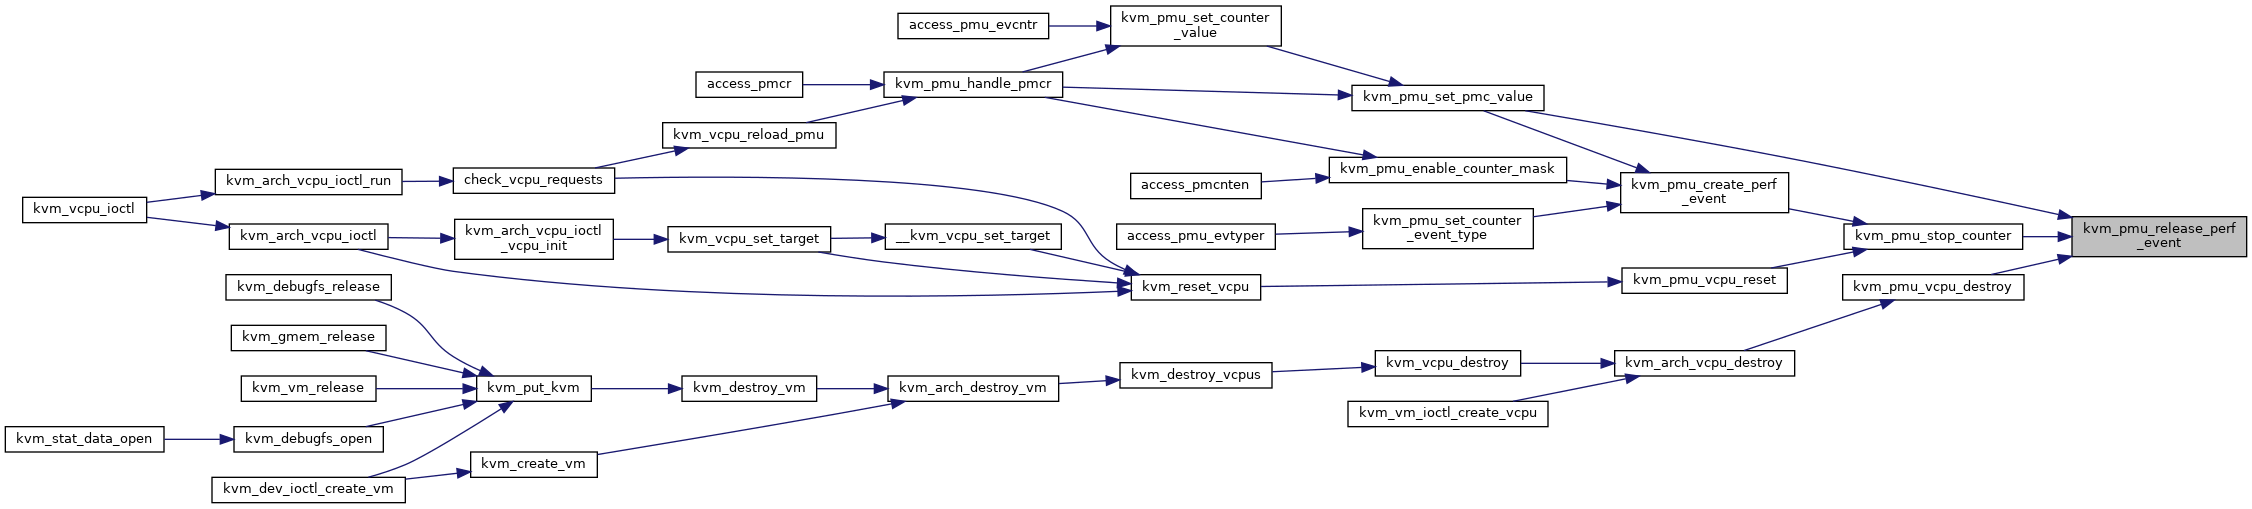 access_pmu_evcntr
kvm_pmu_set_counter
_value
access_pmcr
kvm_pmu_handle_pmcr
kvm_pmu_set_pmc_value
kvm_vcpu_reload_pmu
kvm_vcpu_ioctl
kvm_arch_vcpu_ioctl_run
check_vcpu_requests
access_pmcnten
kvm_pmu_enable_counter_mask
kvm_pmu_create_perf
_event
kvm_arch_vcpu_ioctl
kvm_arch_vcpu_ioctl
_vcpu_init
kvm_vcpu_set_target
__kvm_vcpu_set_target
access_pmu_evtyper
kvm_pmu_set_counter
_event_type
kvm_pmu_stop_counter
kvm_pmu_release_perf
_event
kvm_debugfs_release
kvm_reset_vcpu
kvm_pmu_vcpu_reset
kvm_pmu_vcpu_destroy
kvm_gmem_release
kvm_vm_release
kvm_put_kvm
kvm_destroy_vm
kvm_arch_destroy_vm
kvm_destroy_vcpus
kvm_vcpu_destroy
kvm_arch_vcpu_destroy
kvm_vm_ioctl_create_vcpu
kvm_stat_data_open
kvm_debugfs_open
kvm_create_vm
kvm_dev_ioctl_create_vm